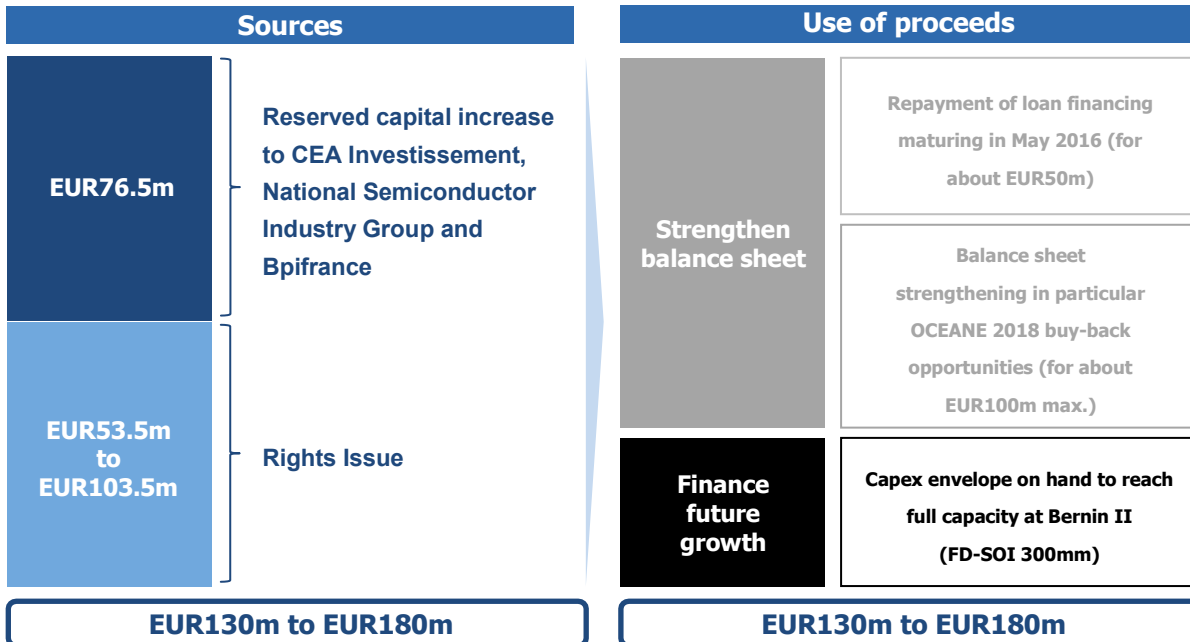 Sources
EUR76.5m
Reserved capital increase
to CEA Investissement,
National Semiconductor
Industry Group and
Bpifrance
EUR53.5m
to
EUR103.5m
Rights Issue
EUR130m to EUR180m
Use of proceeds
Strengthen
balance sheet
Repayment of loan financing
maturing in May 2016 (for
about EUR50m)
Balance sheet
strengthening in particular
OCEANE 2018 buy-back
opportunities (for about
EUR100m max.)
Finance
future
growth
Capex envelope on hand to reach
full capacity at Bernin II
(FD-SOI 300mm)
EUR130m to EUR180m